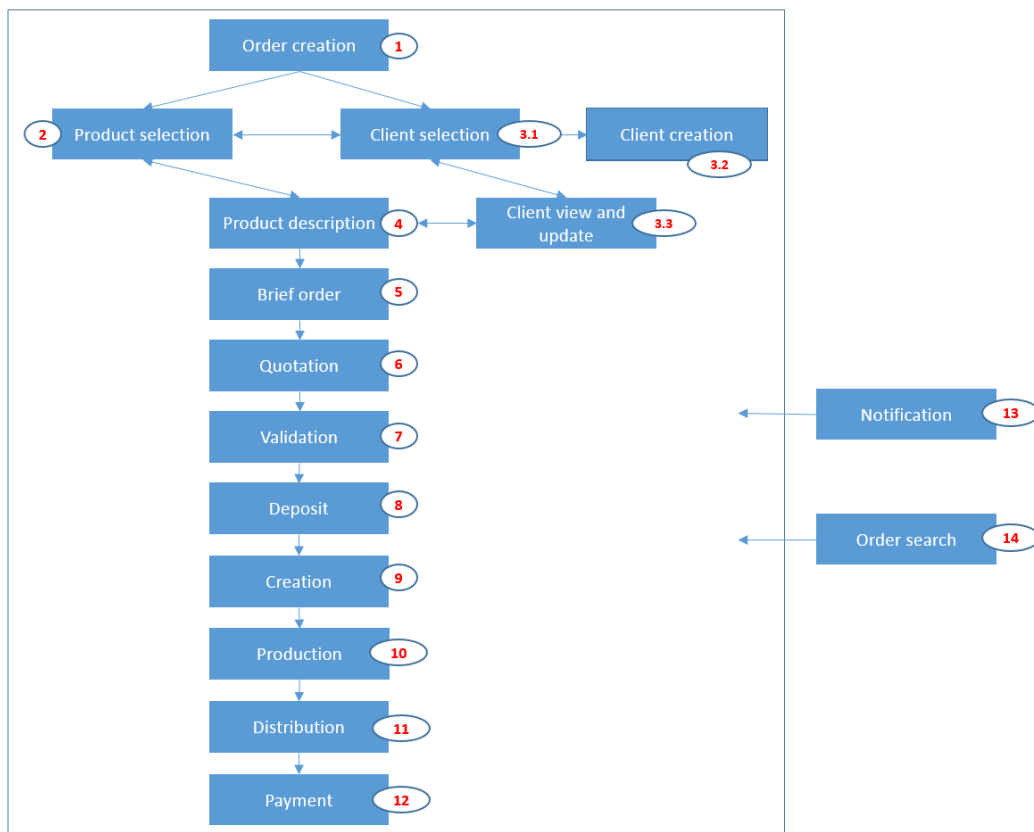 Order creation
1
2
Product selection
Client selection
3.1
Client creation
3.2
Product description
4
Client view and
update
3.3
Brief order
5
Quotation
6
Validation
7
Notification
13
Deposit
8
Order search
14
Creation
9
Production
10
Distribution
11
Payment
12